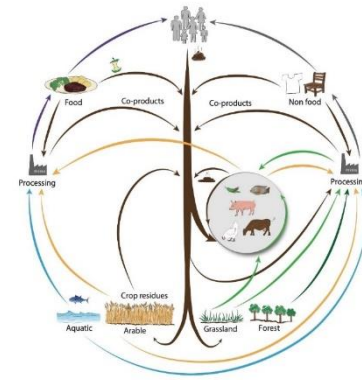 Food
Co-products
Co-products
Non food
Processing
Processing
Crop residues
Aquatic
Arable
Grassland
Forest